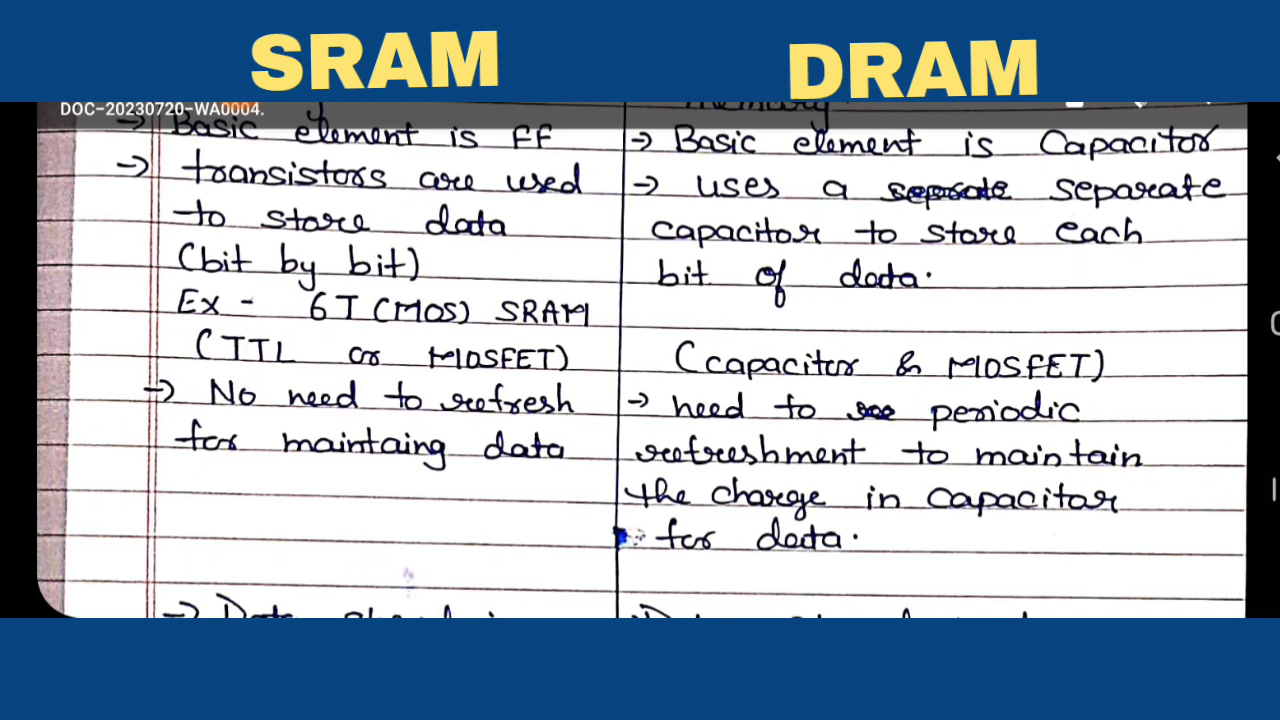 SRAM
DRAM
DOC-20230720-WA0004.
memory.
→ Basic element is FF
→ transistors are used
to store data
(bit by bit)
Ex - 6T CMOS) SRAM
(TTL or MOSFET)
→ No need to refresh
for maintaing data
→ Basic element is Capacitor
→ uses a separate
capacitor to store each
bit of data.
(capacitor & MOSFET)
→ need to periodic
refreshment to maintain
the charge in capacitor
for data.
→ Data